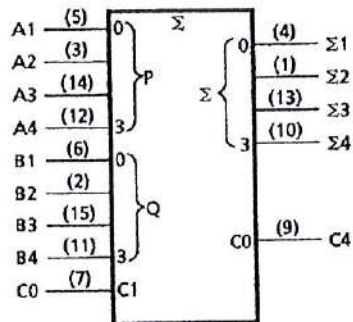 Σ
A1 (5) 0
A2 (3)
A3 (14)
A4 (12) 3
P
B1 (6) 0
B2 (2)
B3 (15)
B4 (11) 3
Q
C0 (7) C1
Σ
0 (4) Σ1
(1) Σ2
(13) Σ3
3 (10) Σ4
C0 (9) C4